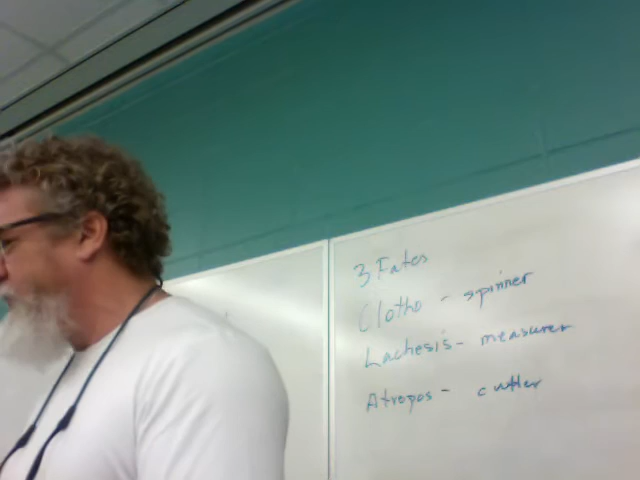 3 Fates
Clotho - spinner
Lachesis - measurer
Atropos - cutter